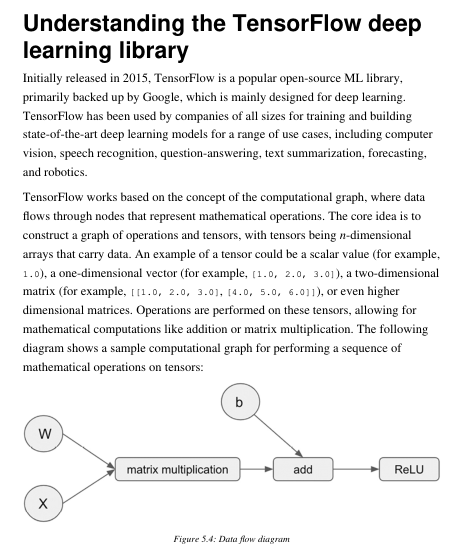 Understanding the TensorFlow deep
learning library
Initially released in 2015, TensorFlow is a popular open-source ML library,
primarily backed up by Google, which is mainly designed for deep learning.
TensorFlow has been used by companies of all sizes for training and building
state-of-the-art deep learning models for a range of use cases, including computer
vision, speech recognition, question-answering, text summarization, forecasting,
and robotics.
TensorFlow works based on the concept of the computational graph, where data
flows through nodes that represent mathematical operations. The core idea is to
construct a graph of operations and tensors, with tensors being n-dimensional
arrays that carry data. An example of a tensor could be a scalar value (for example,
1.0), a one-dimensional vector (for example, [1.0, 2.0, 3.0]), a two-dimensional
matrix (for example, [[1.0, 2.0, 3.0], [4.0, 5.0, 6.0]]), or even higher
dimensional matrices. Operations are performed on these tensors, allowing for
mathematical computations like addition or matrix multiplication. The following
diagram shows a sample computational graph for performing a sequence of
mathematical operations on tensors:
b
W
matrix multiplication
add
ReLU
X
Figure 5.4: Data flow diagram